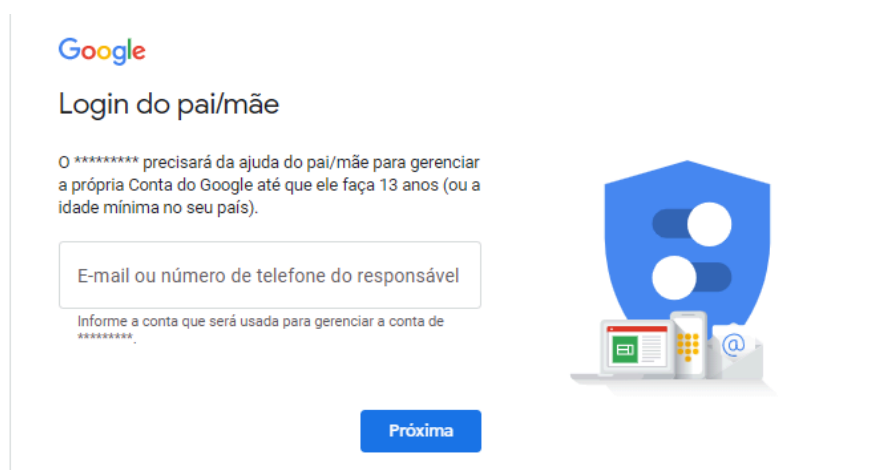 Google
Login do pai/mãe
O ********* precisará da ajuda do pai/mãe para gerenciar
a própria Conta do Google até que ele faça 13 anos (ou a
idade mínima no seu país).
E-mail ou número de telefone do responsável
Informe a conta que será usada para gerenciar a conta de
*********.
@
Próxima